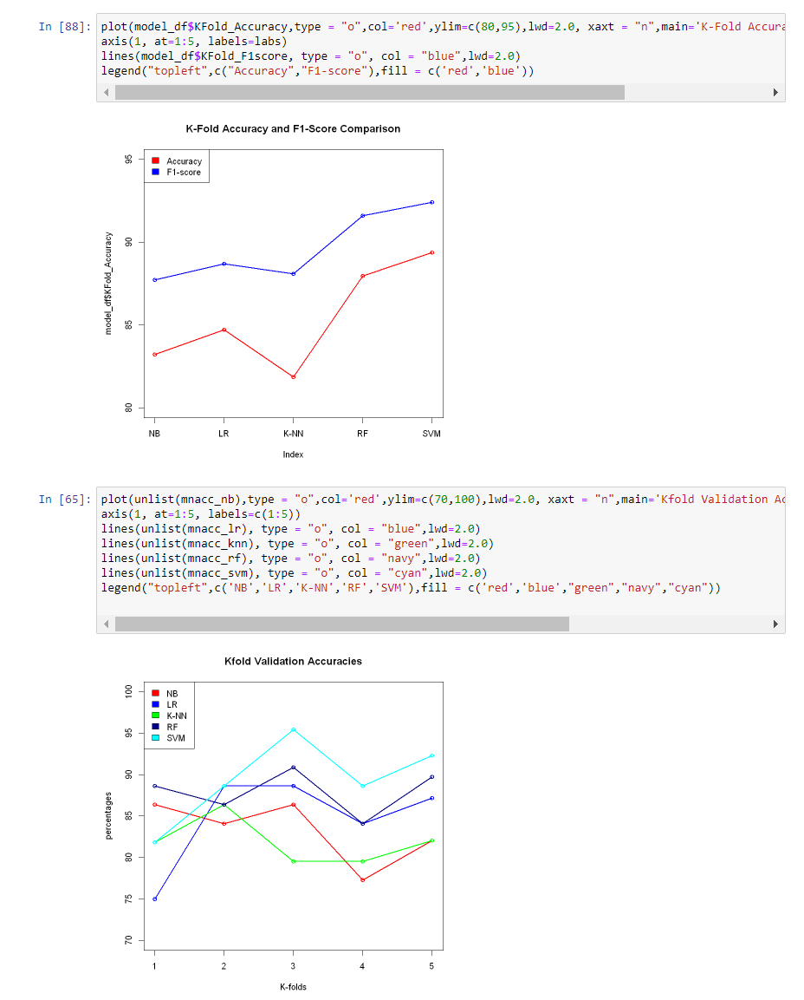 In [88]: plot(model_df$KFold_Accuracy,type = "o",col='red',ylim=c(80,95),lwd=2.0, xaxt = "n",main='K-Fold Accura
axis(1, at=1:5, labels=labs)
lines(model_df$KFold_F1score, type = "o", col = "blue",lwd=2.0)
legend("topleft",c("Accuracy","F1-score"),fill = c('red','blue'))
K-Fold Accuracy and F1-Score Comparison
95
Accuracy
F1-score
90
model_df$KFold_Accuracy
85
80
NB LR K-NN RF SVM
Index
In [65]: plot(unlist(mnacc_nb),type = "o",col='red',ylim=c(70,100),lwd=2.0, xaxt = "n",main='Kfold Validation Ac
axis(1, at=1:5, labels=c(1:5))
lines(unlist(mnacc_lr), type = "o", col = "blue",lwd=2.0)
lines(unlist(mnacc_knn), type = "o", col = "green",lwd=2.0)
lines(unlist(mnacc_rf), type = "o", col = "navy",lwd=2.0)
lines(unlist(mnacc_svm), type = "o", col = "cyan",lwd=2.0)
legend("topleft",c('NB','LR','K-NN','RF','SVM'),fill = c('red','blue',"green","navy","cyan"))
Kfold Validation Accuracies
100
NB
LR
K-NN
RF
SVM
95
90
percentages
85
80
75
70
1 2 3 4 5
K-folds